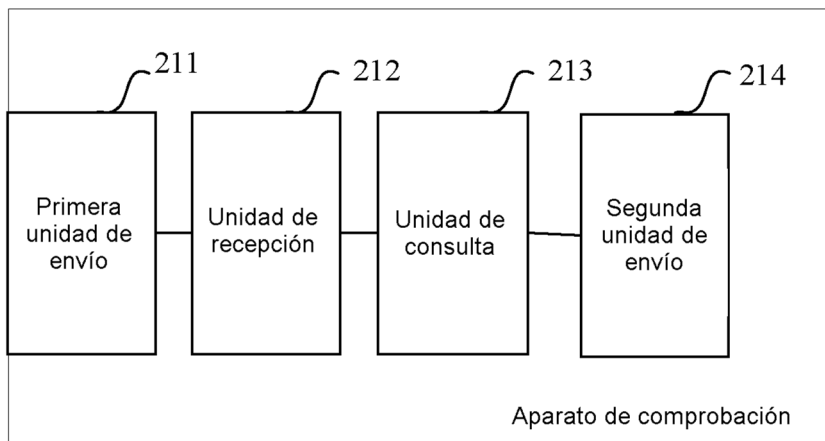 211
212
213
214
Primera
unidad de
envío
Unidad de
recepción
Unidad de
consulta
Segunda
unidad de
envío
Aparato de comprobación